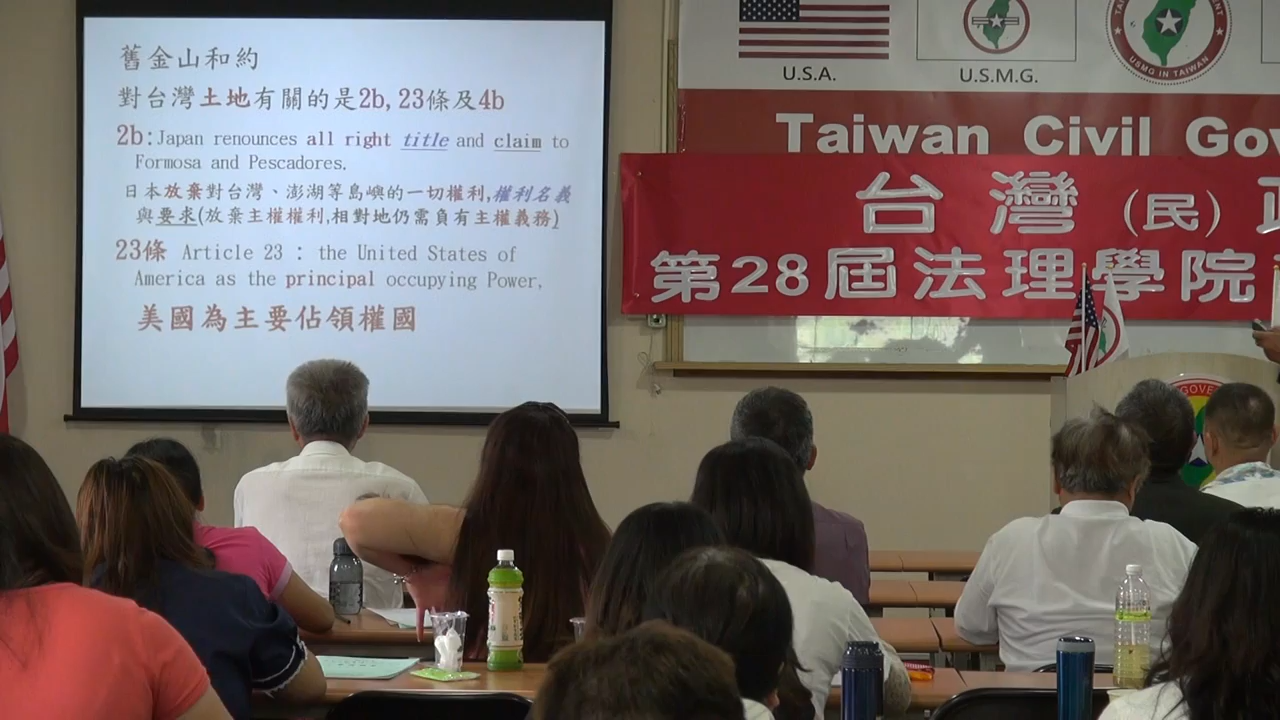 舊金山和約
對台灣土地有關的是2b, 23條及4b
2b:Japan renounces all right title and claim to
Formosa and Pescadores.
日本放棄對台灣、澎湖等島嶼的一切權利,權利名義
與要求(放棄主權權利,相對地仍需負有主權義務)
23條 Article 23 : the United States of
America as the principal occupying Power,
美國為主要佔領權國
U.S.A.
U.S.M.G.
USMG IN TAIWAN
Taiwan Civil Gov
台灣(民)政
第28屆法理學院
GOVE